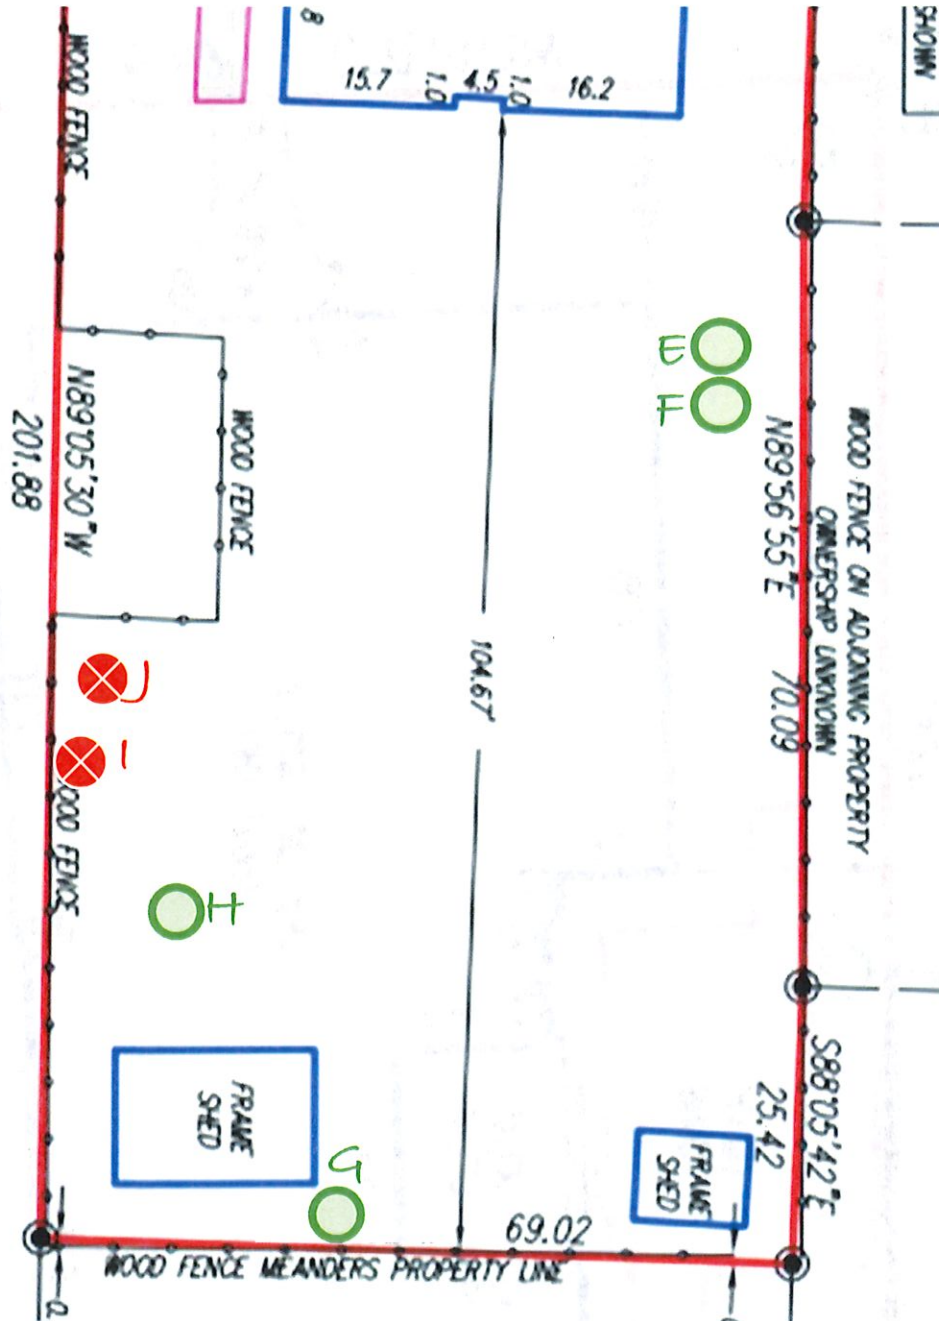 SHOWN
8
15.7
1.0
4.5
1.0
16.2
WOOD FENCE
E
F
WOOD FENCE ON ADJOINING PROPERTY
OWNERSHIP UNKNOWN
N89°56'55"E 70.09
N89°05'30"W
201.88
WOOD FENCE
104.67'
J
I
OOD FENCE
H
S88°05'42"E
25.42
FRAME
SHED
FRAME
SHED
G
69.02
WOOD FENCE MEANDERS PROPERTY LINE
0.